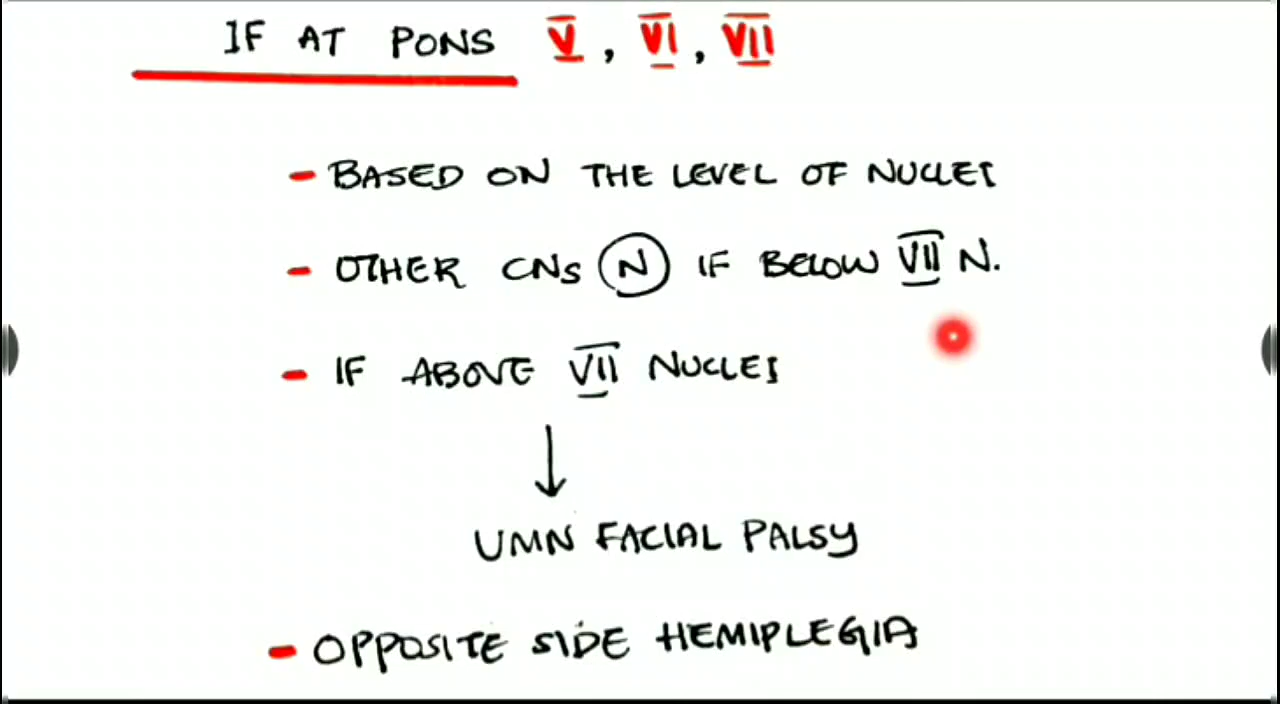 IF AT PONS V, VI, VII
- BASED ON THE LEVEL OF NUCLEI
- OTHER CNS N IF BELOW VII N.
- IF ABOVE VII NUCLEI
↓
UMN FACIAL PALSY
- OPPOSITE SIDE HEMIPLEGIA